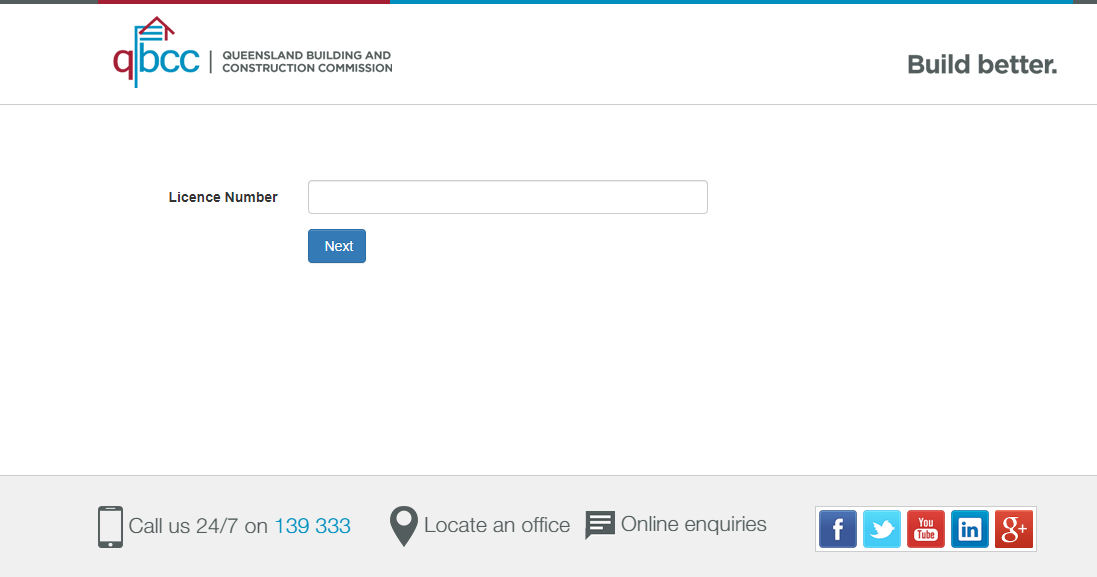 qbcc
QUEENSLAND BUILDING AND
CONSTRUCTION COMMISSION
Build better.
Licence Number
Next
Call us 24/7 on 139 333
Locate an office
Online enquiries
f
You
Tube
in
g+